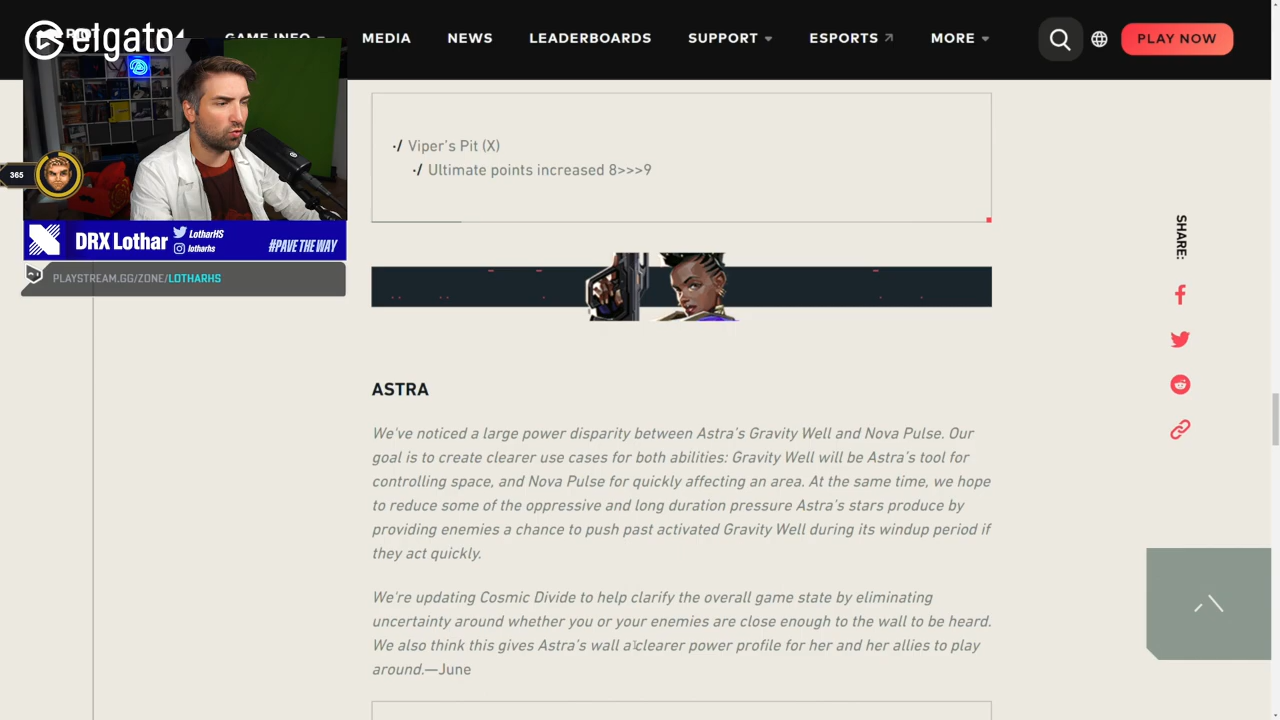 elgato
GAME INFO
MEDIA
NEWS
LEADERBOARDS
SUPPORT
ESPORTS
MORE
PLAY NOW
365
DRX Lothar
LotharHS
lotharhs
#PAVE THE WAY
PLAYSTREAM.GG/ZONE/LOTHARHS
Viper's Pit (X)
Ultimate points increased 8>>>9
SHARE:
ASTRA
We've noticed a large power disparity between Astra's Gravity Well and Nova Pulse. Our
goal is to create clearer use cases for both abilities: Gravity Well will be Astra's tool for
controlling space, and Nova Pulse for quickly affecting an area. At the same time, we hope
to reduce some of the oppressive and long duration pressure Astra's stars produce by
providing enemies a chance to push past activated Gravity Well during its windup period if
they act quickly.
We're updating Cosmic Divide to help clarify the overall game state by eliminating
uncertainty around whether you or your enemies are close enough to the wall to be heard.
We also think this gives Astra's wall a clearer power profile for her and her allies to play
around.—June